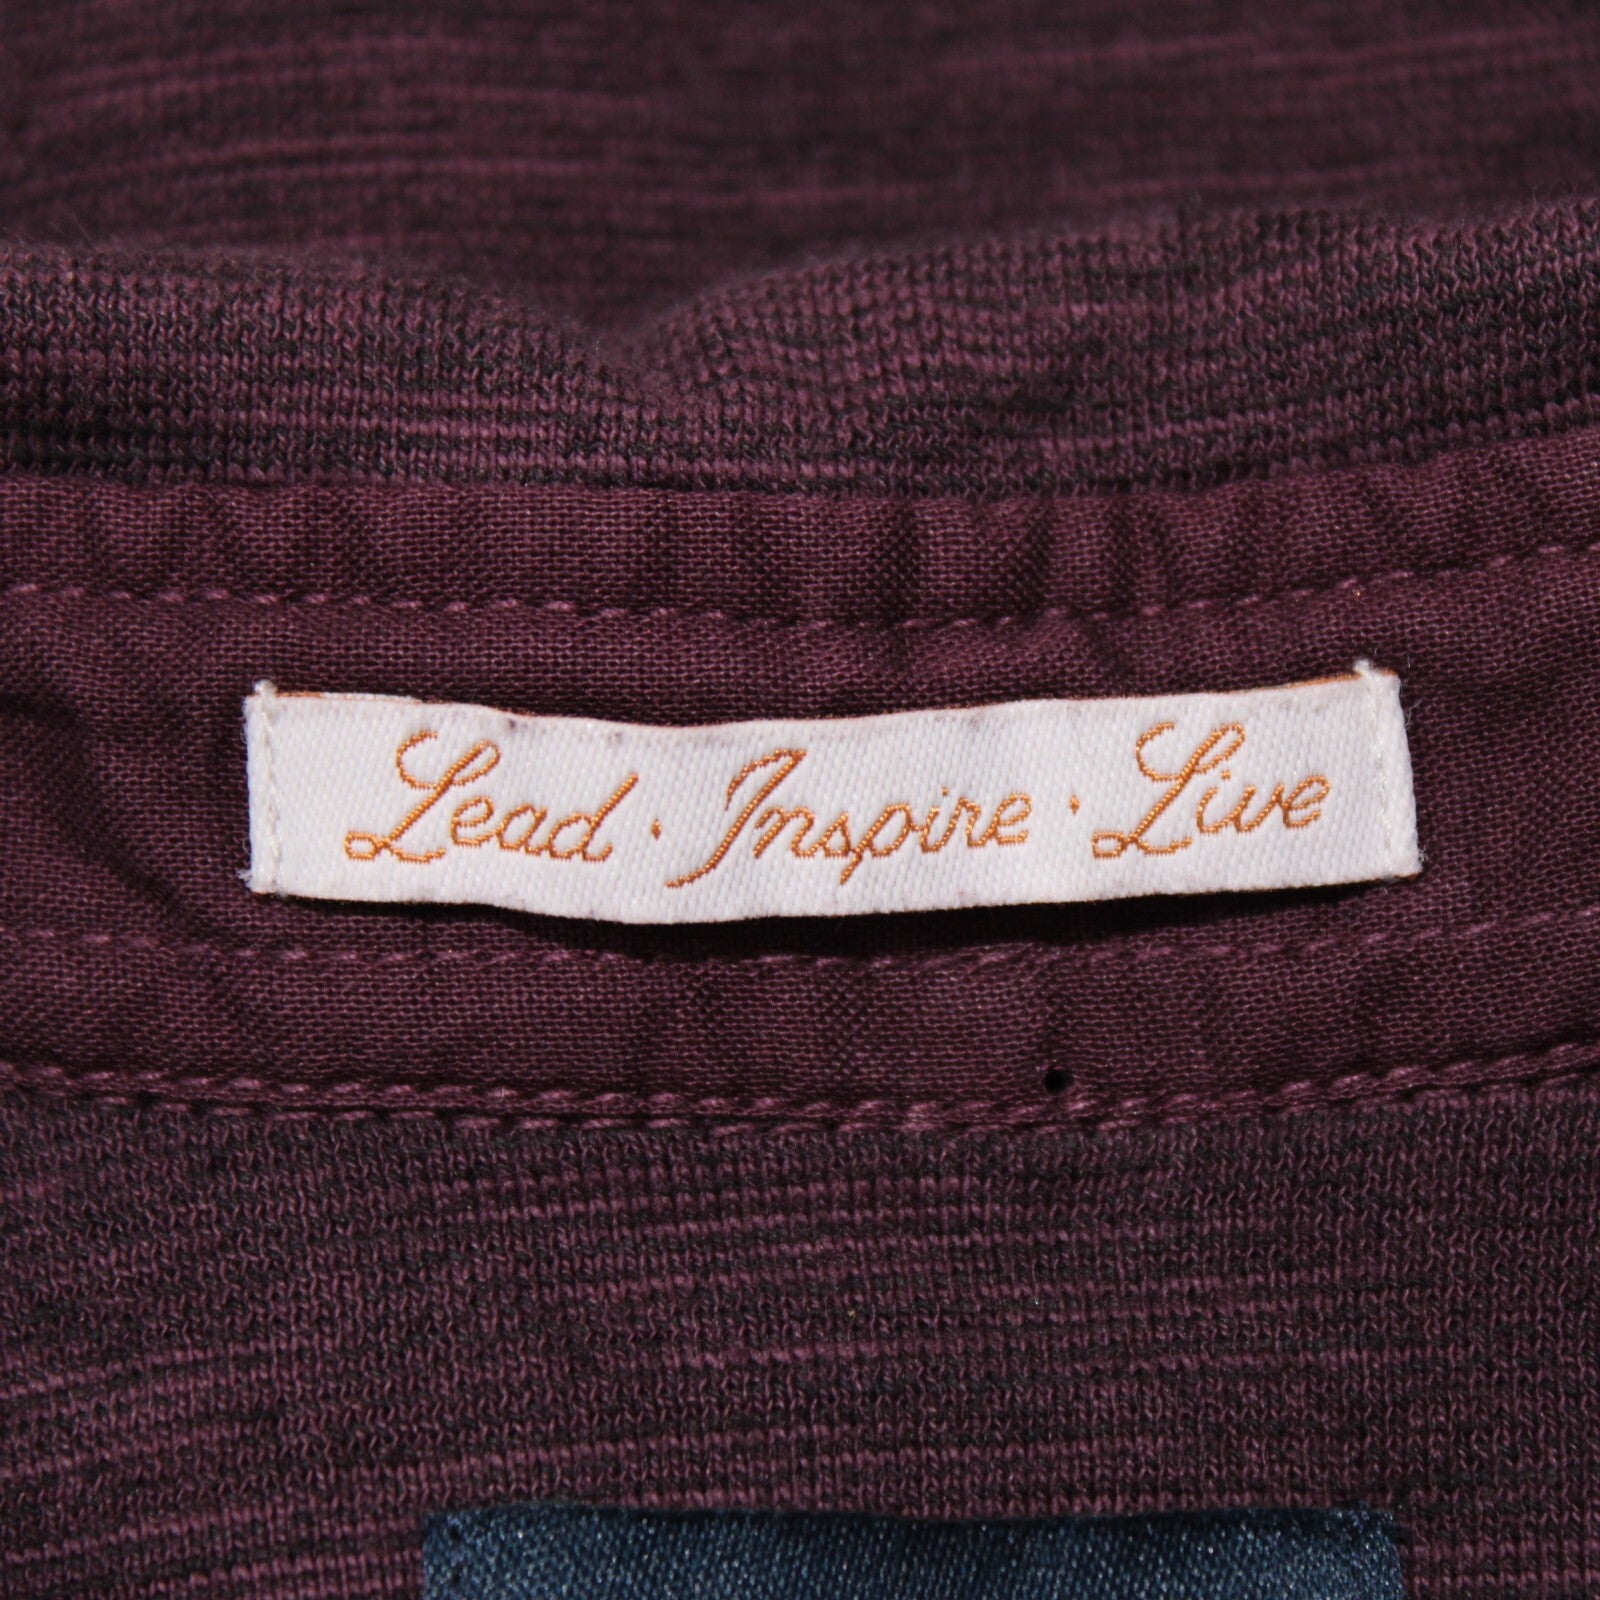 Lead · Inspire · Live